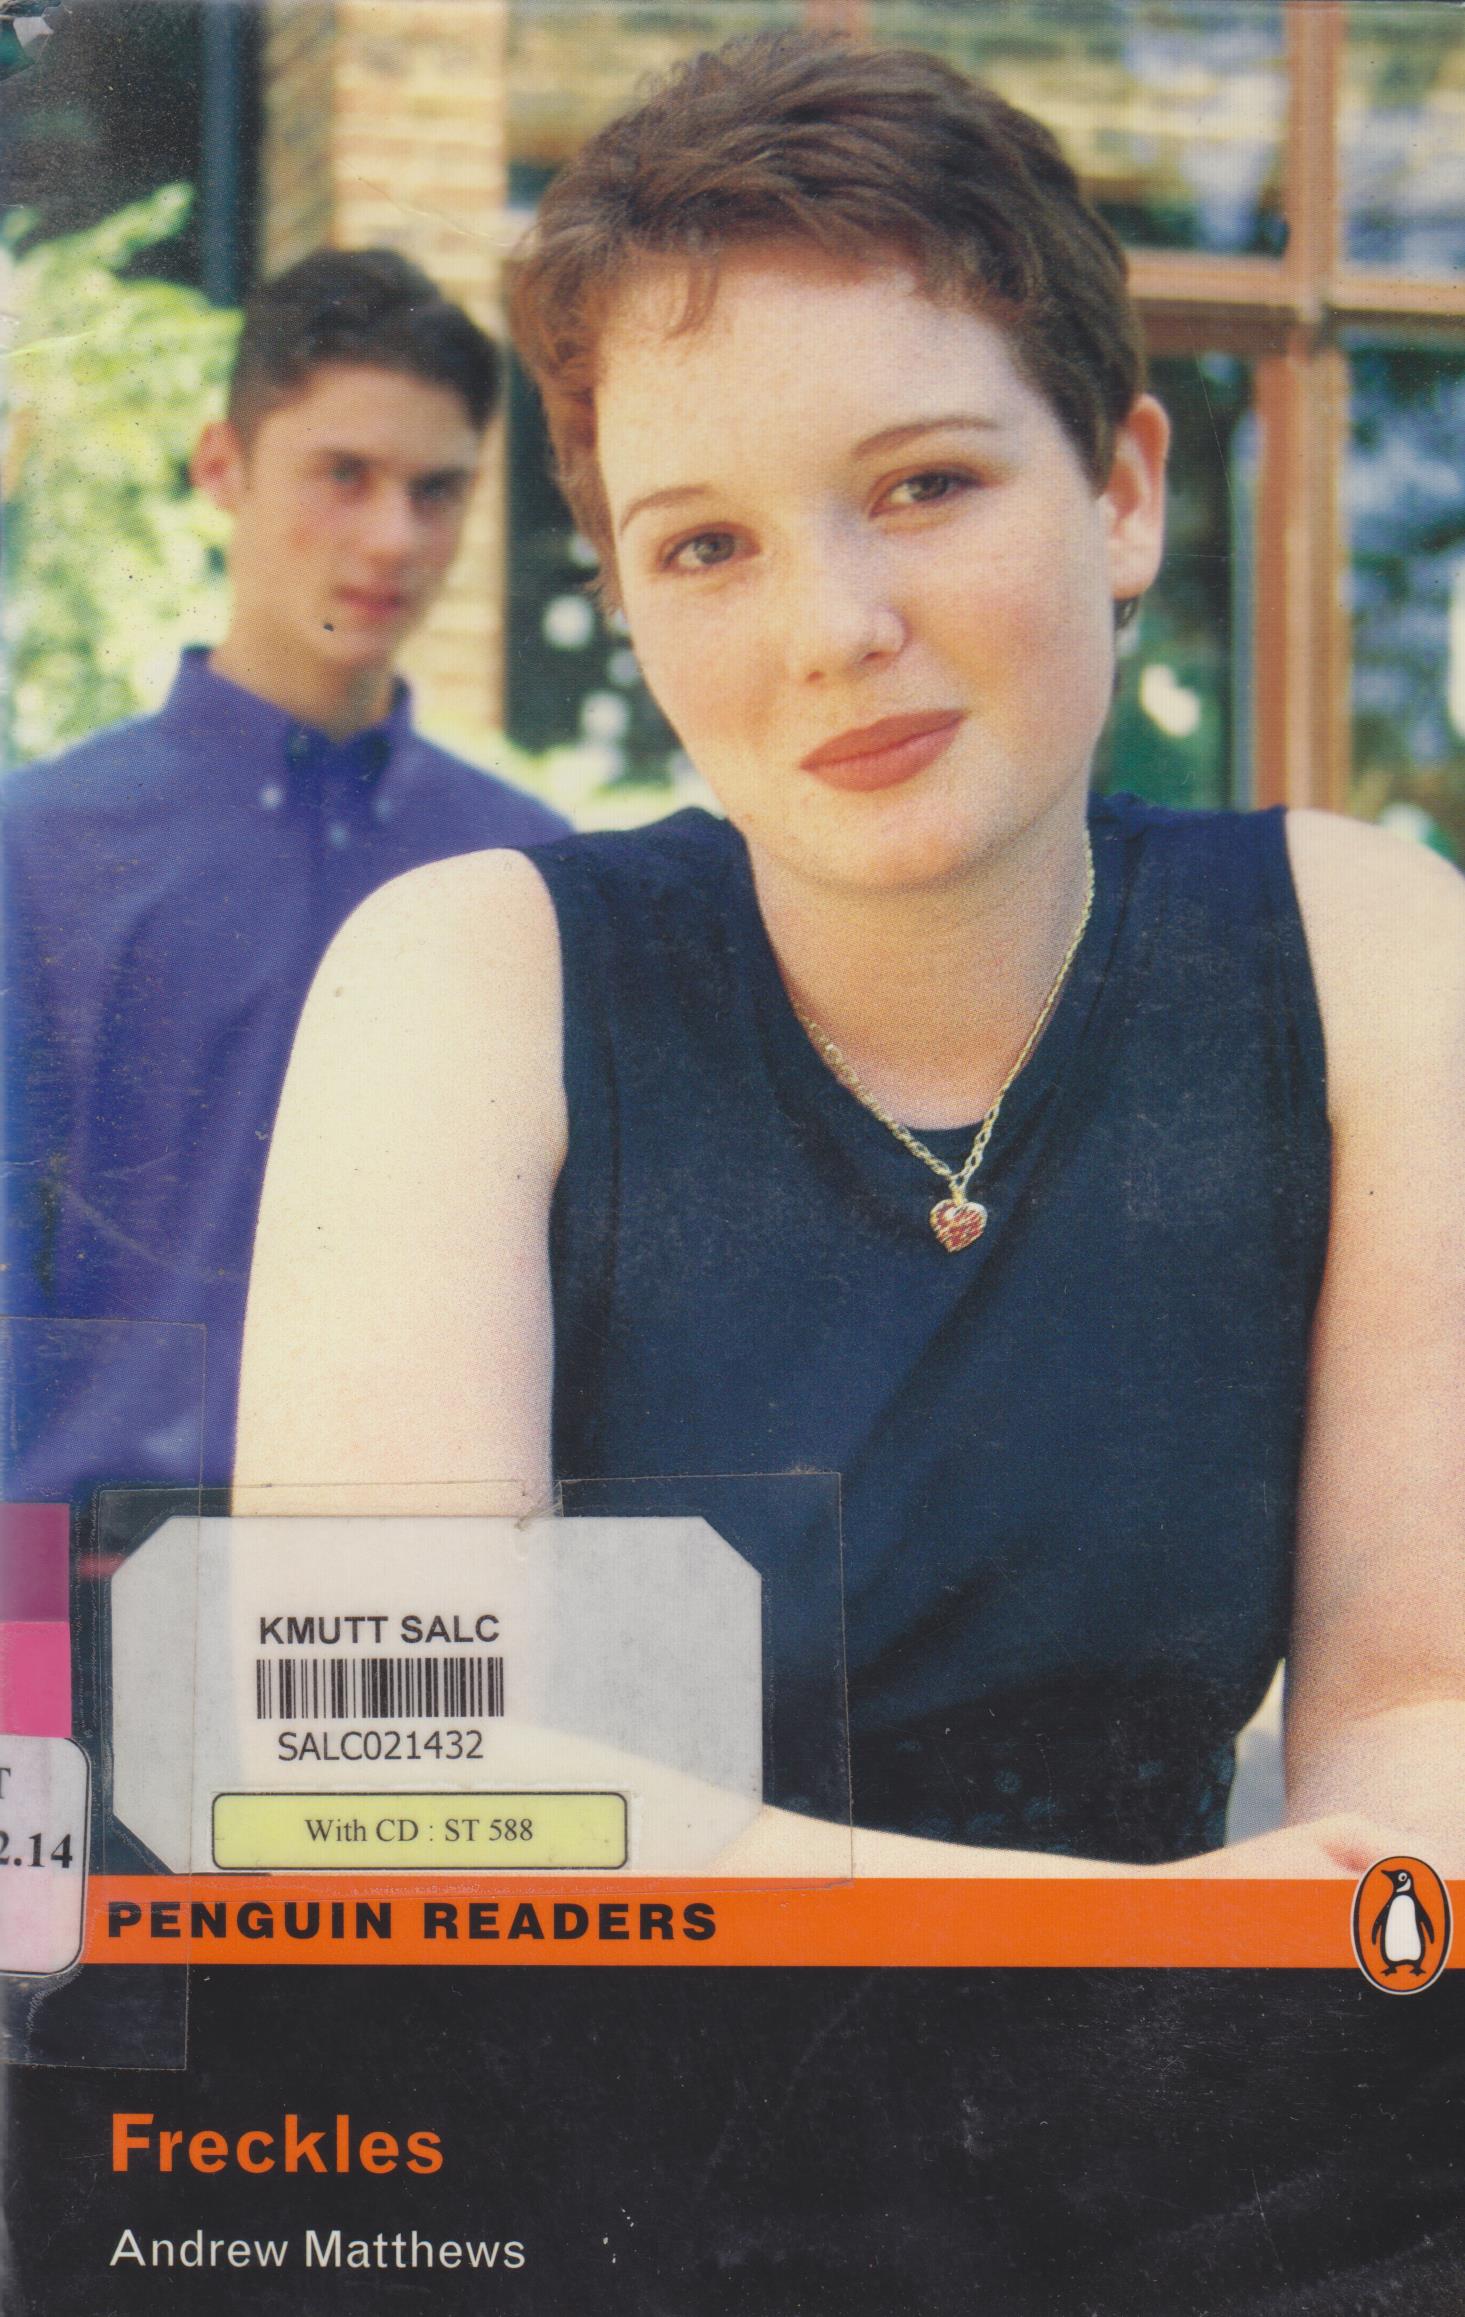 KMUTT SALC
SALC021432
With CD : ST 588
T
2.14
PENGUIN READERS
Freckles
Andrew Matthews